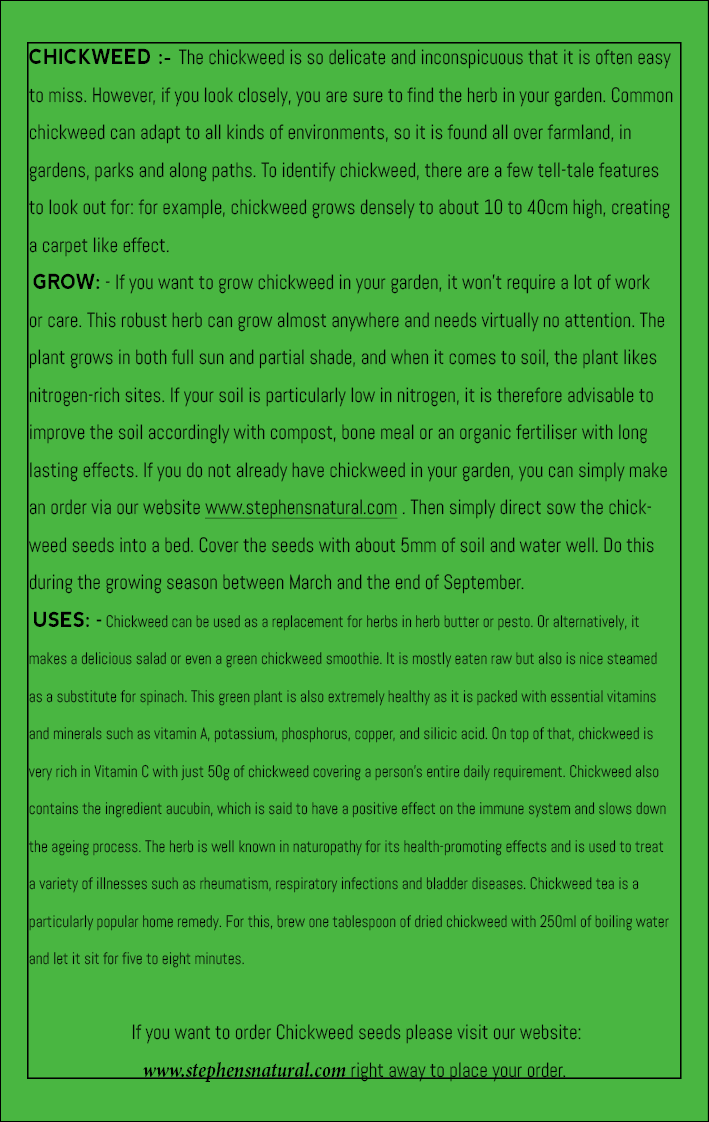 CHICKWEED :- The chickweed is so delicate and inconspicuous that it is often easy
to miss. However, if you look closely, you are sure to find the herb in your garden. Common
chickweed can adapt to all kinds of environments, so it is found all over farmland, in
gardens, parks and along paths. To identify chickweed, there are a few tell-tale features
to look out for: for example, chickweed grows densely to about 10 to 40cm high, creating
a carpet like effect.
GROW: - If you want to grow chickweed in your garden, it won't require a lot of work
or care. This robust herb can grow almost anywhere and needs virtually no attention. The
plant grows in both full sun and partial shade, and when it comes to soil, the plant likes
nitrogen-rich sites. If your soil is particularly low in nitrogen, it is therefore advisable to
improve the soil accordingly with compost, bone meal or an organic fertiliser with long
lasting effects. If you do not already have chickweed in your garden, you can simply make
an order via our website www.stephensnatural.com . Then simply direct sow the chick-
weed seeds into a bed. Cover the seeds with about 5mm of soil and water well. Do this
during the growing season between March and the end of September.
USES: - Chickweed can be used as a replacement for herbs in herb butter or pesto. Or alternatively, it
makes a delicious salad or even a green chickweed smoothie. It is mostly eaten raw but also is nice steamed
as a substitute for spinach. This green plant is also extremely healthy as it is packed with essential vitamins
and minerals such as vitamin A, potassium, phosphorus, copper, and silicic acid. On top of that, chickweed is
very rich in Vitamin C with just 50g of chickweed covering a person's entire daily requirement. Chickweed also
contains the ingredient aucubin, which is said to have a positive effect on the immune system and slows down
the ageing process. The herb is well known in naturopathy for its health-promoting effects and is used to treat
a variety of illnesses such as rheumatism, respiratory infections and bladder diseases. Chickweed tea is a
particularly popular home remedy. For this, brew one tablespoon of dried chickweed with 250ml of boiling water
and let it sit for five to eight minutes.
If you want to order Chickweed seeds please visit our website:
www.stephensnatural.com right away to place your order.